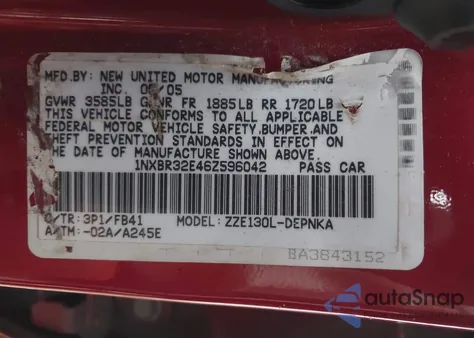 MFD. BY: NEW UNITED MOTOR MANUFACTURING
INC. 05
GVWR 3585LB FR 1885LB RR 1720LB
THIS VEHICLE CONFORMS TO ALL APPLICABLE
FEDERAL MOTOR VEHICLE SAFETY, BUMPER, AND
THEFT PREVENTION STANDARDS IN EFFECT ON
THE DATE OF MANUFACTURE SHOWN ABOVE.
1NXBR32E46Z596042 PASS CAR
C/TR: 3P1/FB41 MODEL: ZZE130L-DEPNKA
A/TM: -02A/A245E
BA3843152
autoSnap